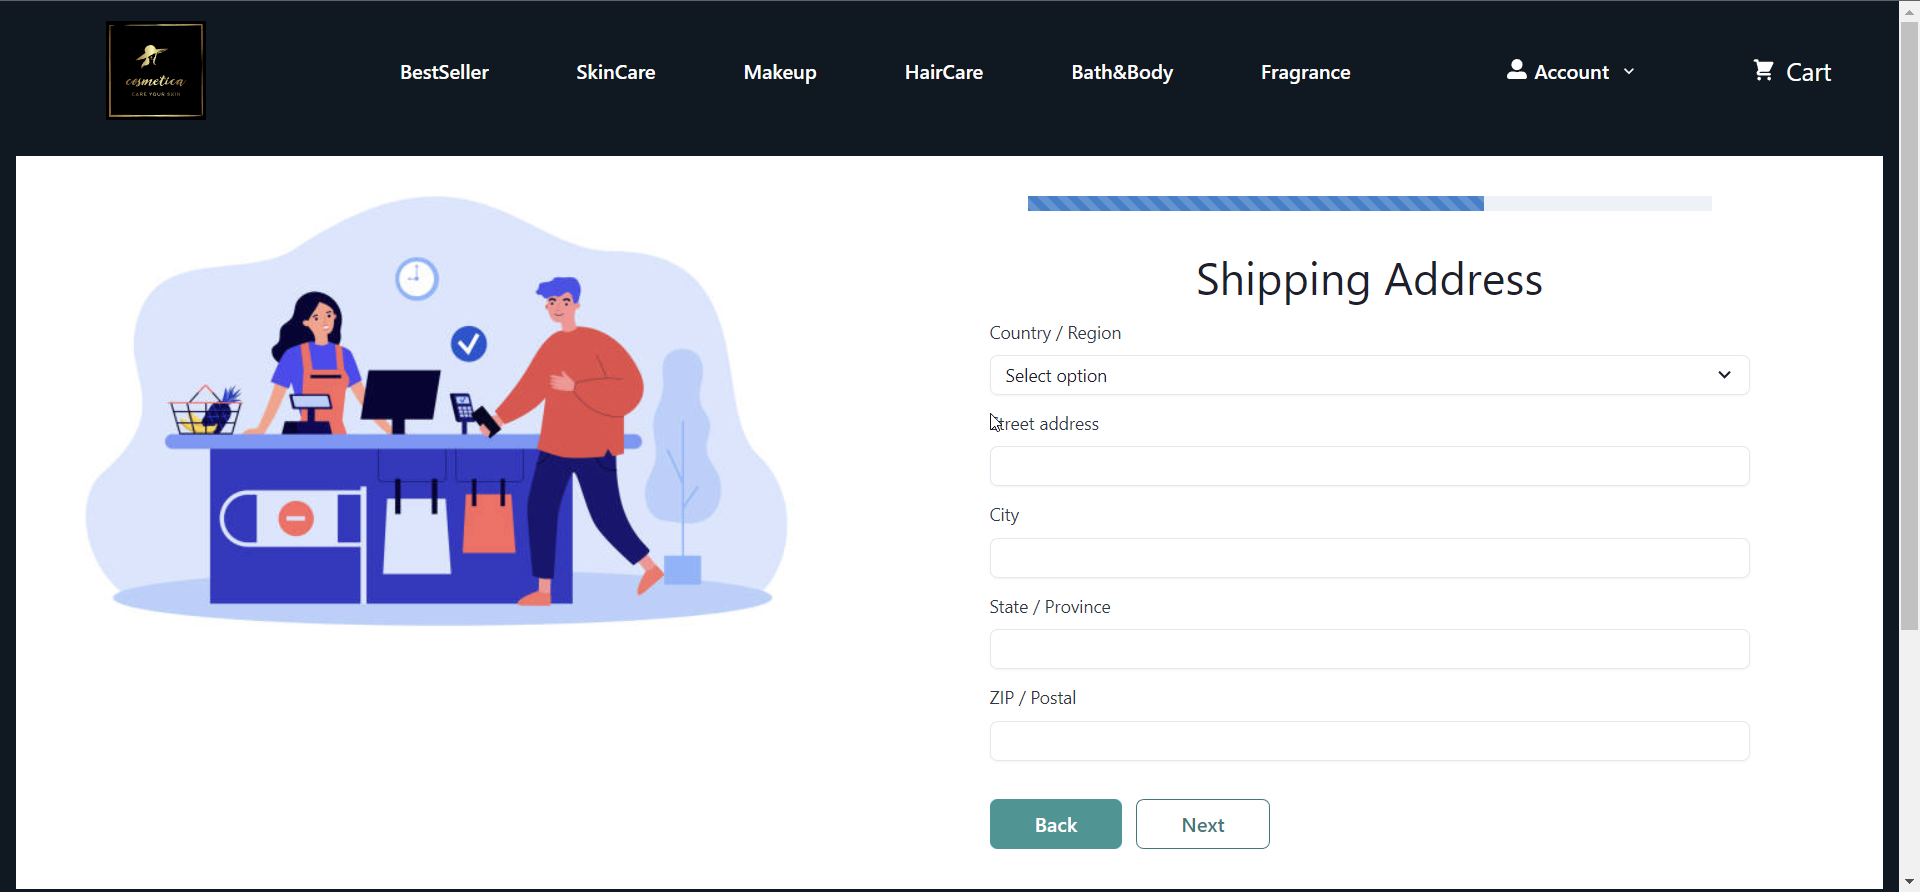 cosmetica
CARE YOUR SKIN
BestSeller
SkinCare
Makeup
HairCare
Bath&Body
Fragrance
Account
Cart
Shipping Address
Country / Region
Select option
Street address
City
State / Province
ZIP / Postal
Back
Next